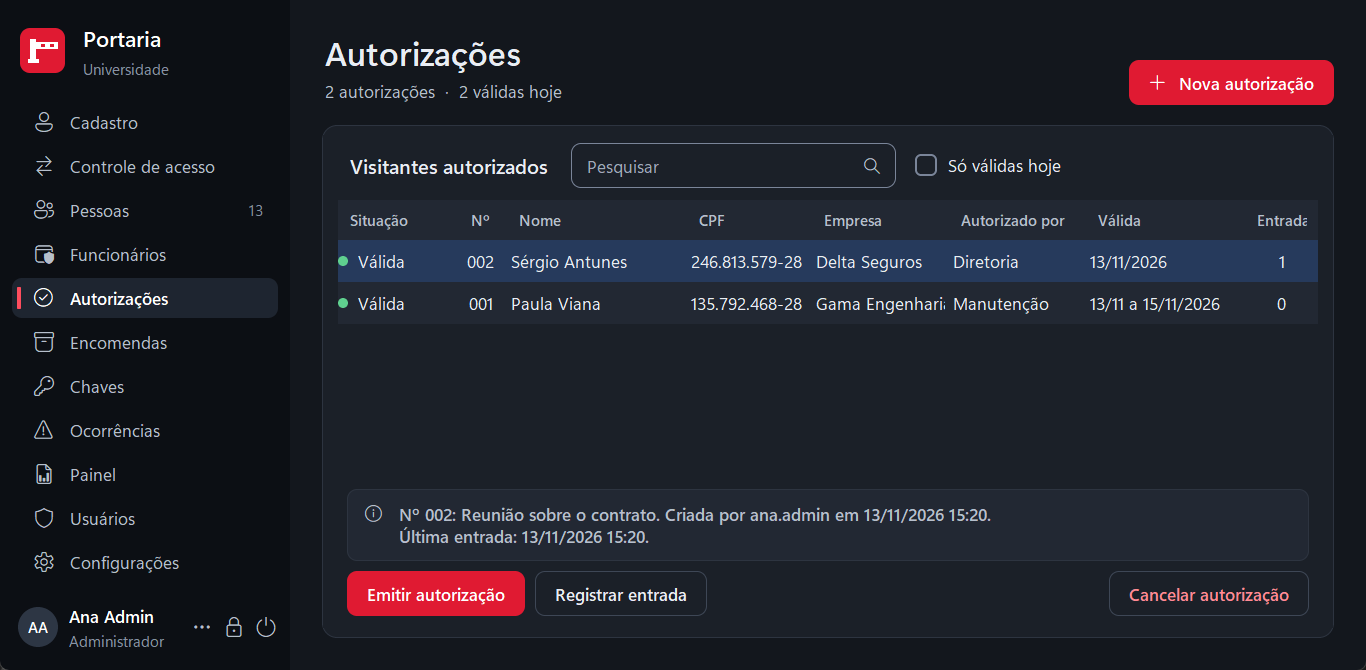 Portaria
Universidade
Cadastro
Controle de acesso
Pessoas 13
Funcionários
Autorizações
Encomendas
Chaves
Ocorrências
Painel
Usuários
Configurações
AA
Ana Admin
Administrador
Autorizações
2 autorizações · 2 válidas hoje
+ Nova autorização
Visitantes autorizados
Pesquisar
Só válidas hoje
Situação Nº Nome CPF Empresa Autorizado por Válida Entrada
Válida 002 Sérgio Antunes 246.813.579-28 Delta Seguros Diretoria 13/11/2026 1
Válida 001 Paula Viana 135.792.468-28 Gama Engenharia Manutenção 13/11 a 15/11/2026 0
Nº 002: Reunião sobre o contrato. Criada por ana.admin em 13/11/2026 15:20.
Última entrada: 13/11/2026 15:20.
Emitir autorização
Registrar entrada
Cancelar autorização